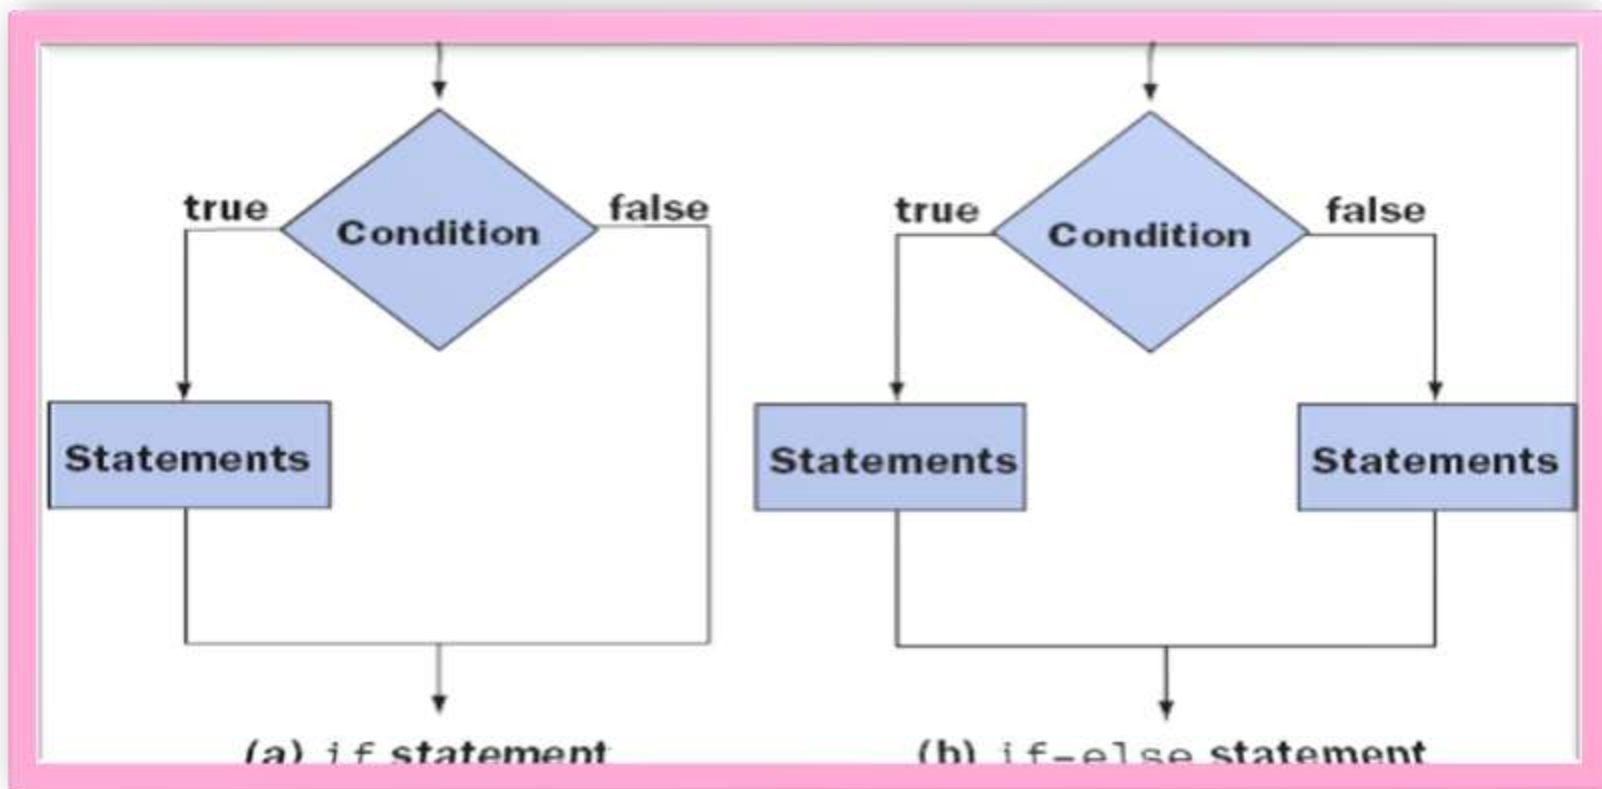 true
Condition
false
Statements
(a) if statement
true
Condition
false
Statements
Statements
(b) if-else statement